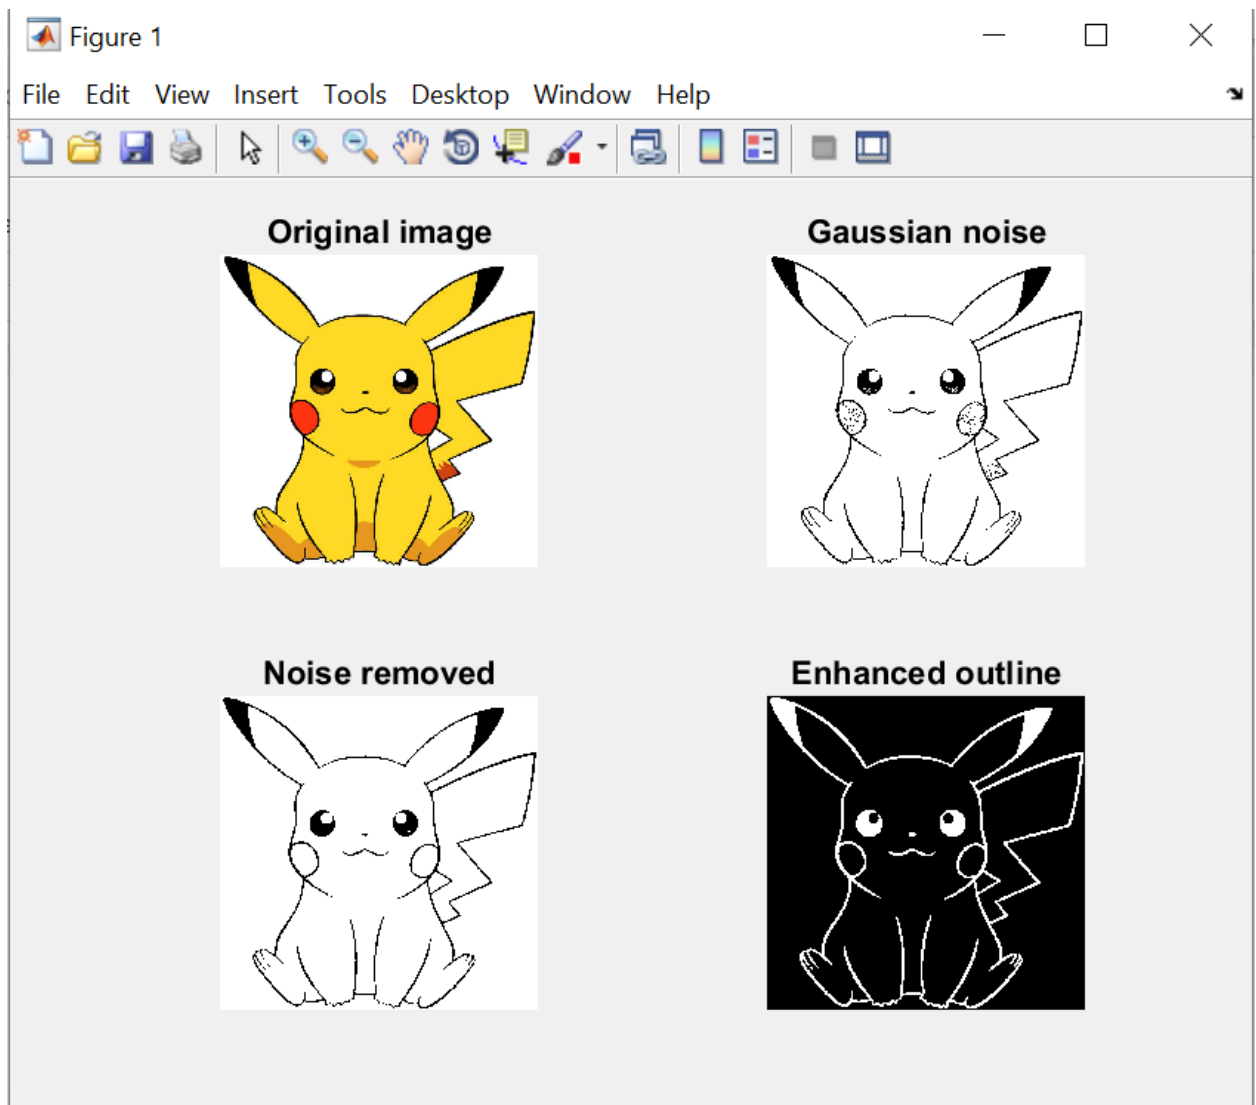 Figure 1
File Edit View Insert Tools Desktop Window Help
Original image
Gaussian noise
Noise removed
Enhanced outline